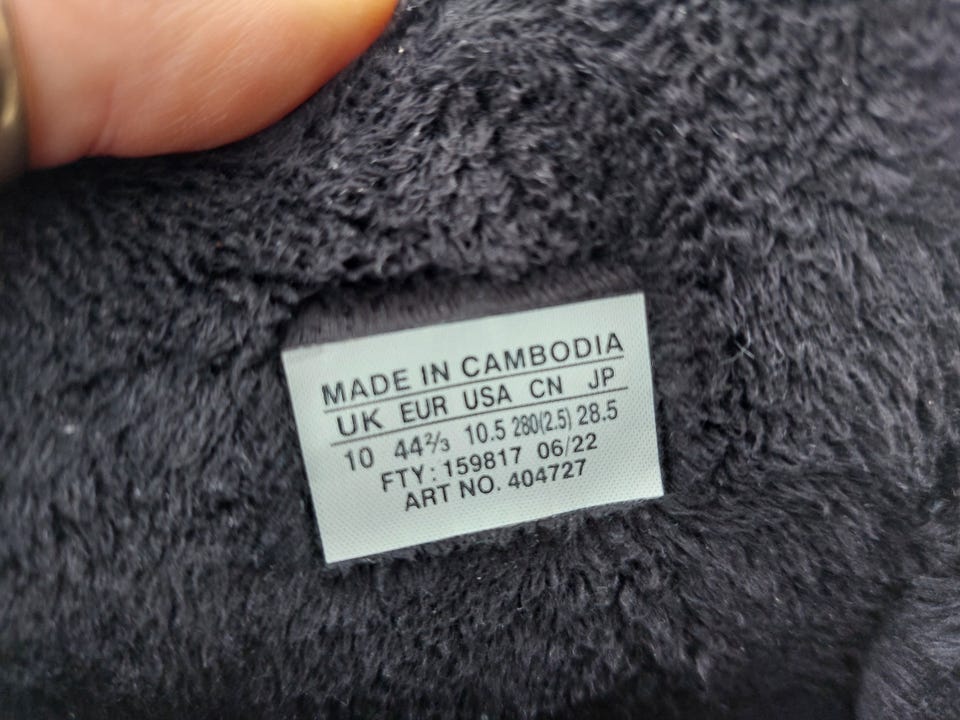 MADE IN CAMBODIA
UK EUR USA CN JP
10 44⅔ 10.5 280(2.5) 28.5
FTY: 159817 06/22
ART NO. 404727